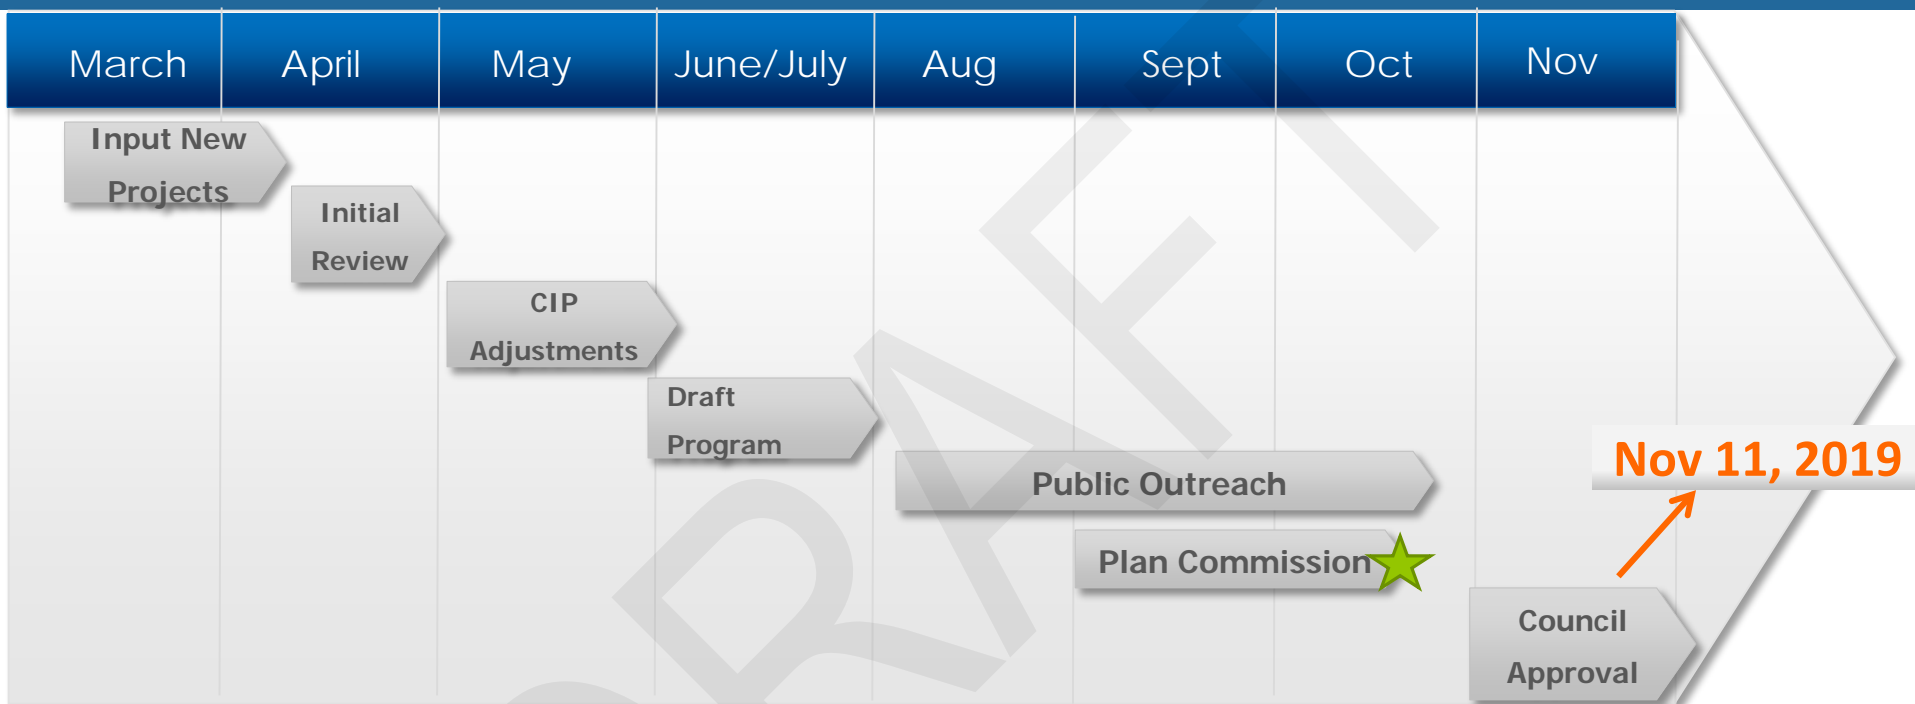 March April May June/July Aug Sept Oct Nov
Input New
Projects
Initial
Review
CIP
Adjustments
Draft
Program
Public Outreach
Nov 11, 2019
Plan Commission
Council
Approval
DRAFT